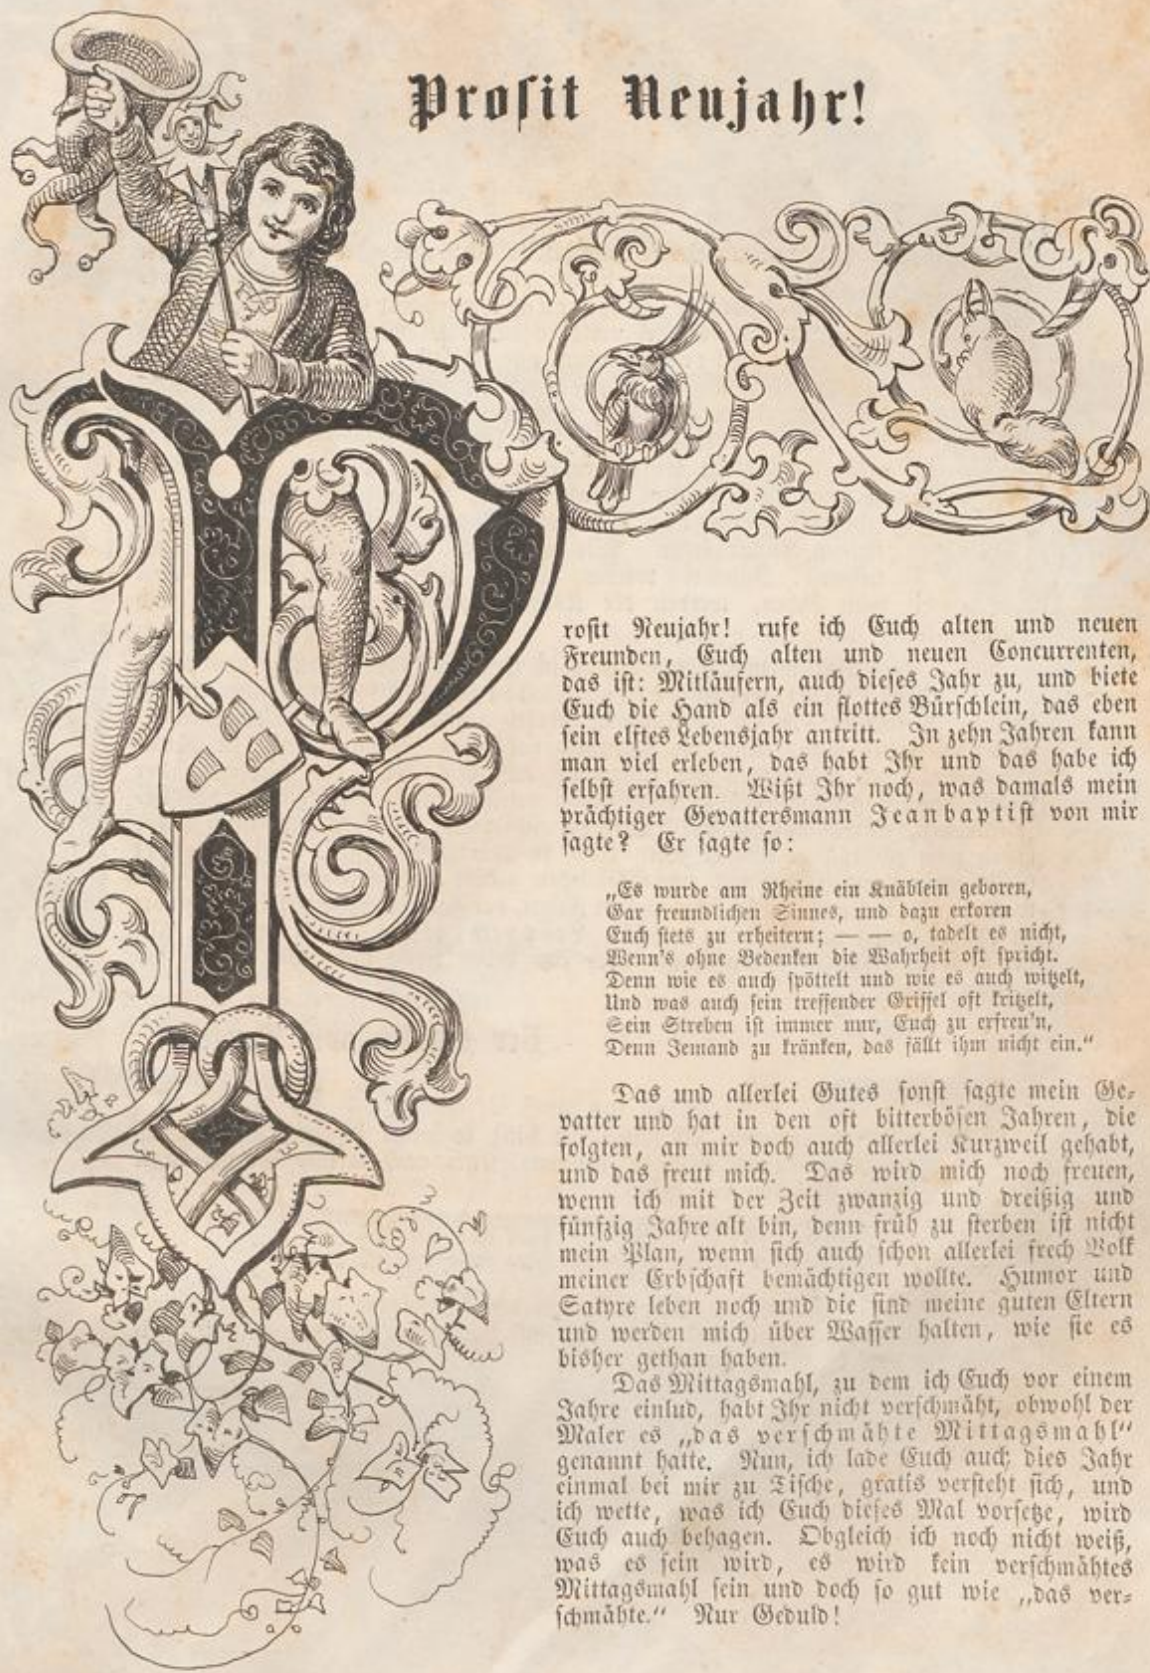 Prosit Neujahr!
Prosit Neujahr! rufe ich Euch alten und neuen
Freunden, Euch alten und neuen Concurrenten,
das ist: Mitläufern, auch dieses Jahr zu, und biete
Euch die Hand als ein flottes Bürschlein, das eben
sein elftes Lebensjahr antritt. In zehn Jahren kann
man viel erleben, das habt Ihr und das habe ich
selbst erfahren. Wißt Ihr noch, was damals mein
prächtiger Gevattersmann Jeanbaptist von mir
sagte? Er sagte so:
„Es wurde am Rheine ein Knäblein geboren,
Gar freundlichen Sinnes, und dazu erkoren
Euch stets zu erheitern; — — o, tadelt es nicht,
Wenn's ohne Bedenken die Wahrheit oft spricht.
Denn wie es auch spöttelt und wie es auch witzelt,
Und was auch sein treffender Griffel oft kritzelt,
Sein Streben ist immer nur, Euch zu erfreu'n,
Denn Jemand zu kränken, das fällt ihm nicht ein.“
Das und allerlei Gutes sonst sagte mein Ge-
vatter und hat in den oft bitterbösen Jahren, die
folgten, an mir doch auch allerlei Kurzweil gehabt,
und das freut mich. Das wird mich noch freuen,
wenn ich mit der Zeit zwanzig und dreißig und
fünfzig Jahre alt bin, denn früh zu sterben ist nicht
mein Plan, wenn sich auch schon allerlei frech Volk
meiner Erbschaft bemächtigen wollte. Humor und
Satyre leben noch und die sind meine guten Eltern
und werden mich über Wasser halten, wie sie es
bisher gethan haben.
Das Mittagsmahl, zu dem ich Euch vor einem
Jahre einlud, habt Ihr nicht verschmäht, obwohl der
Maler es „das verschmähte Mittagsmahl“
genannt hatte. Nun, ich lade Euch auch dies Jahr
einmal bei mir zu Tische, gratis versteht sich, und
ich wette, was ich Euch dieses Mal vorsetze, wird
Euch auch behagen. Obgleich ich noch nicht weiß,
was es sein wird, es wird kein verschmähtes
Mittagsmahl sein und doch so gut wie „das ver-
schmähte.“ Nur Geduld!